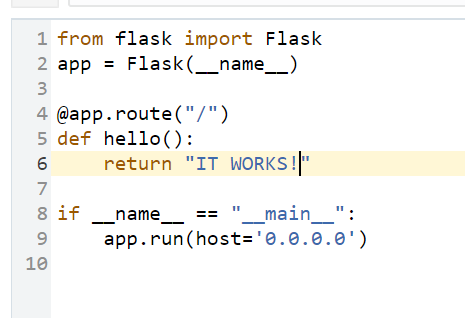 1 from flask import Flask
2 app = Flask(__name__)
3
4 @app.route("/")
5 def hello():
6     return "IT WORKS!"
7
8 if __name__ == "__main__":
9     app.run(host='0.0.0.0')
10